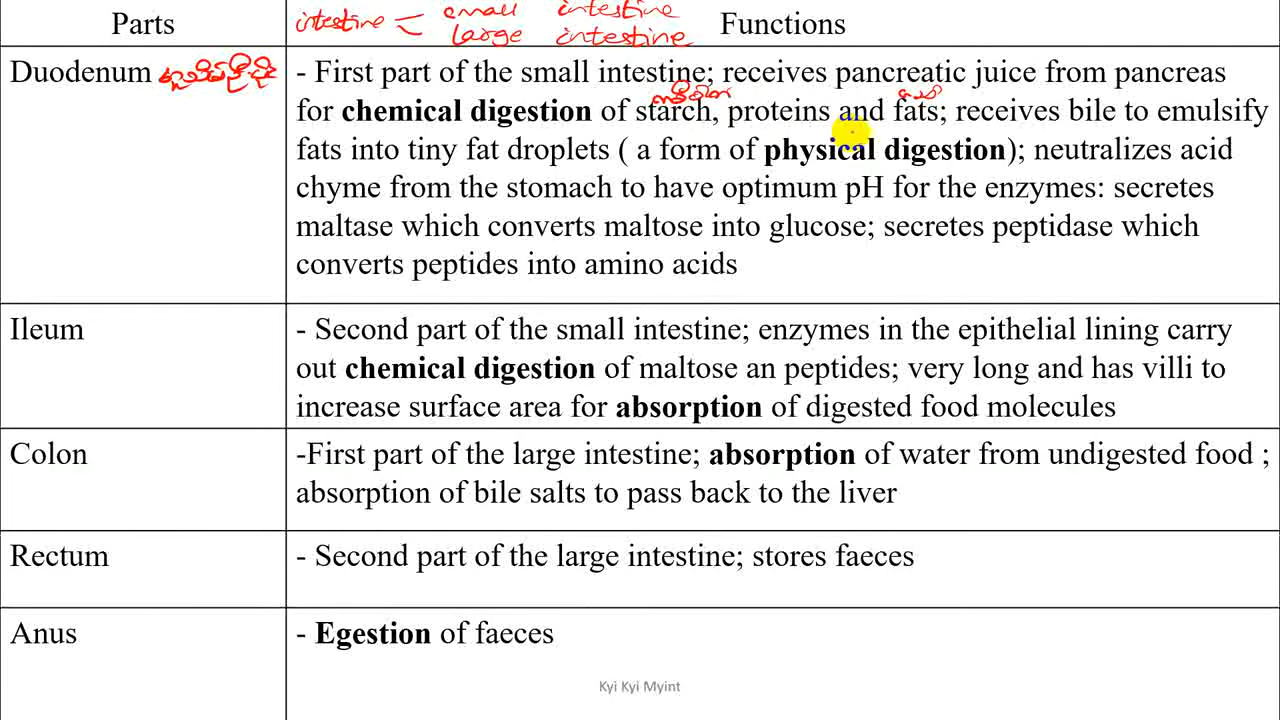 Parts
intestine < small intestine
large intestine
Functions
Duodenum
- First part of the small intestine; receives pancreatic juice from pancreas
for chemical digestion of starch, proteins and fats; receives bile to emulsify
fats into tiny fat droplets ( a form of physical digestion); neutralizes acid
chyme from the stomach to have optimum pH for the enzymes: secretes
maltase which converts maltose into glucose; secretes peptidase which
converts peptides into amino acids
Ileum
- Second part of the small intestine; enzymes in the epithelial lining carry
out chemical digestion of maltose an peptides; very long and has villi to
increase surface area for absorption of digested food molecules
Colon
-First part of the large intestine; absorption of water from undigested food ;
absorption of bile salts to pass back to the liver
Rectum
- Second part of the large intestine; stores faeces
Anus
- Egestion of faeces
Kyi Kyi Myint